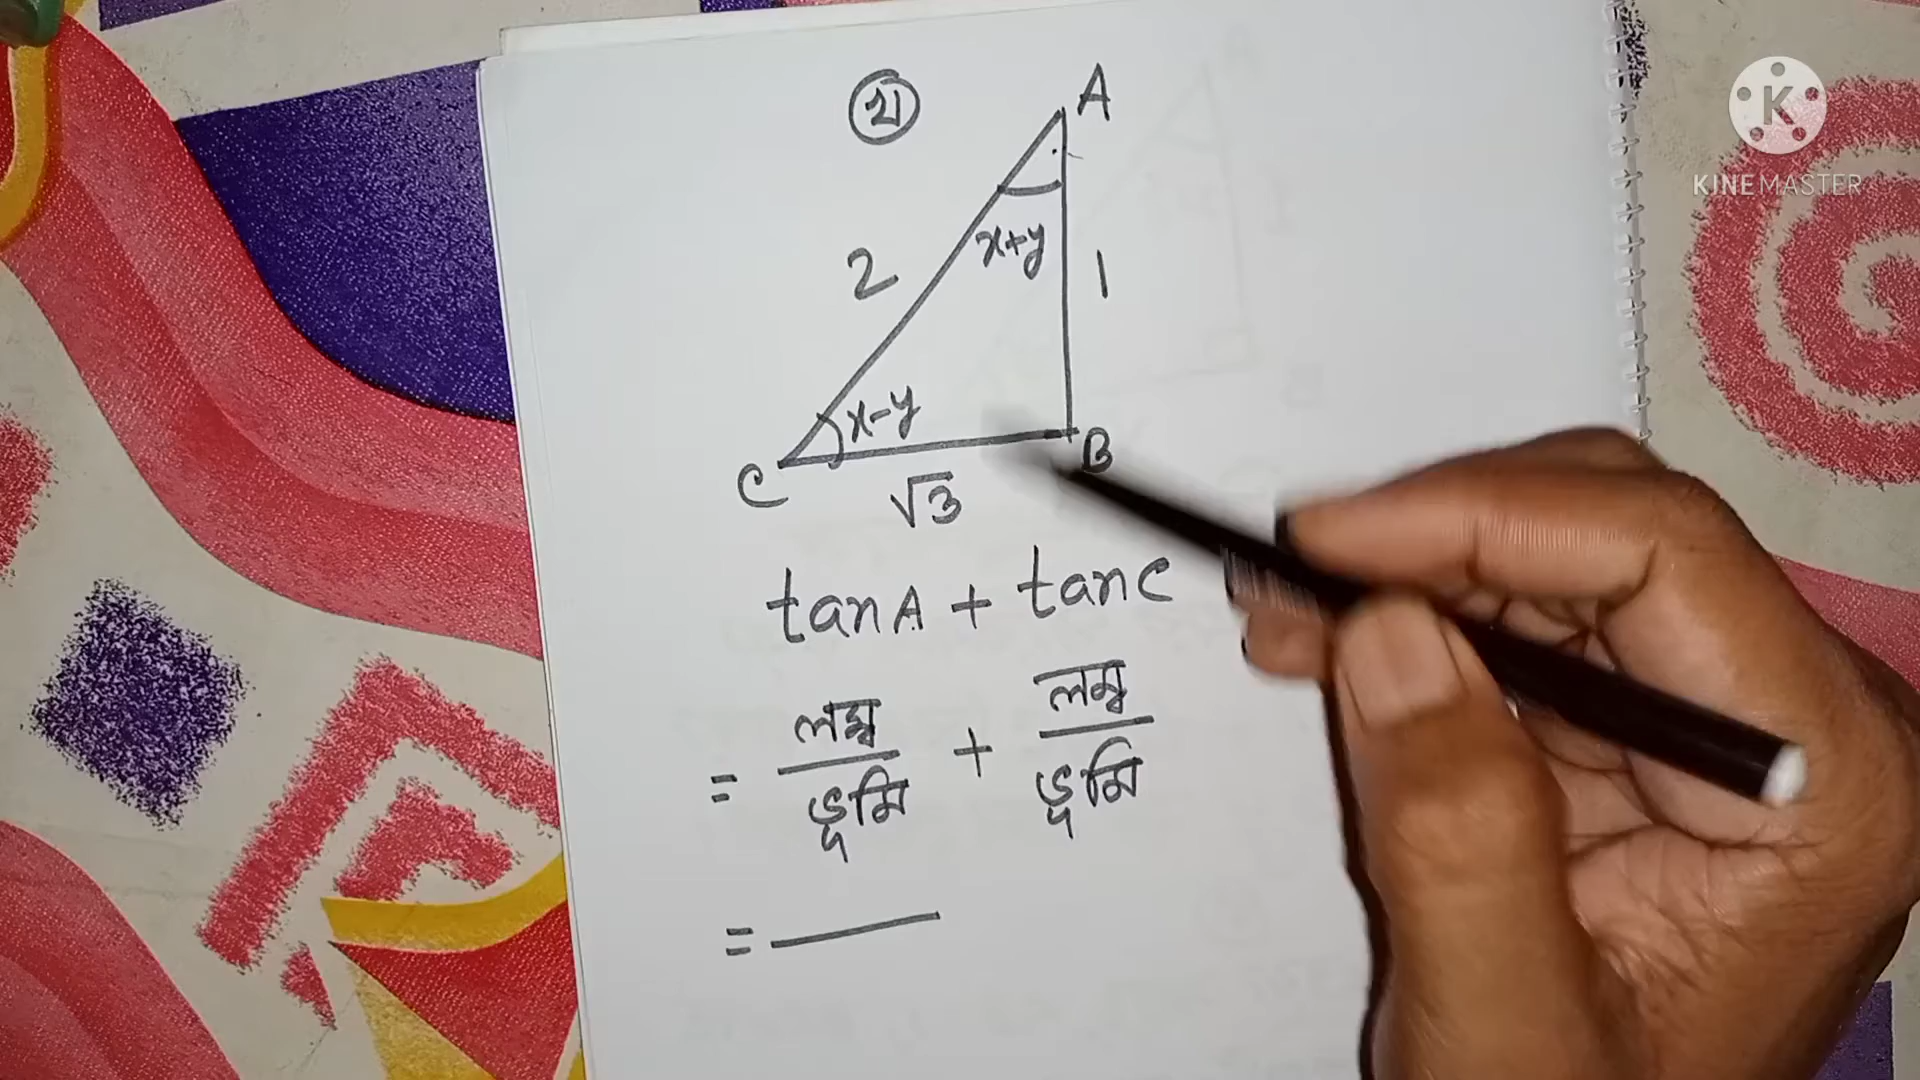 খ
A
x+y
2
1
x-y
C
B
√3
tanA + tanC
= লম্ব/ভূমি + লম্ব/ভূমি
=
K
KINEMASTER